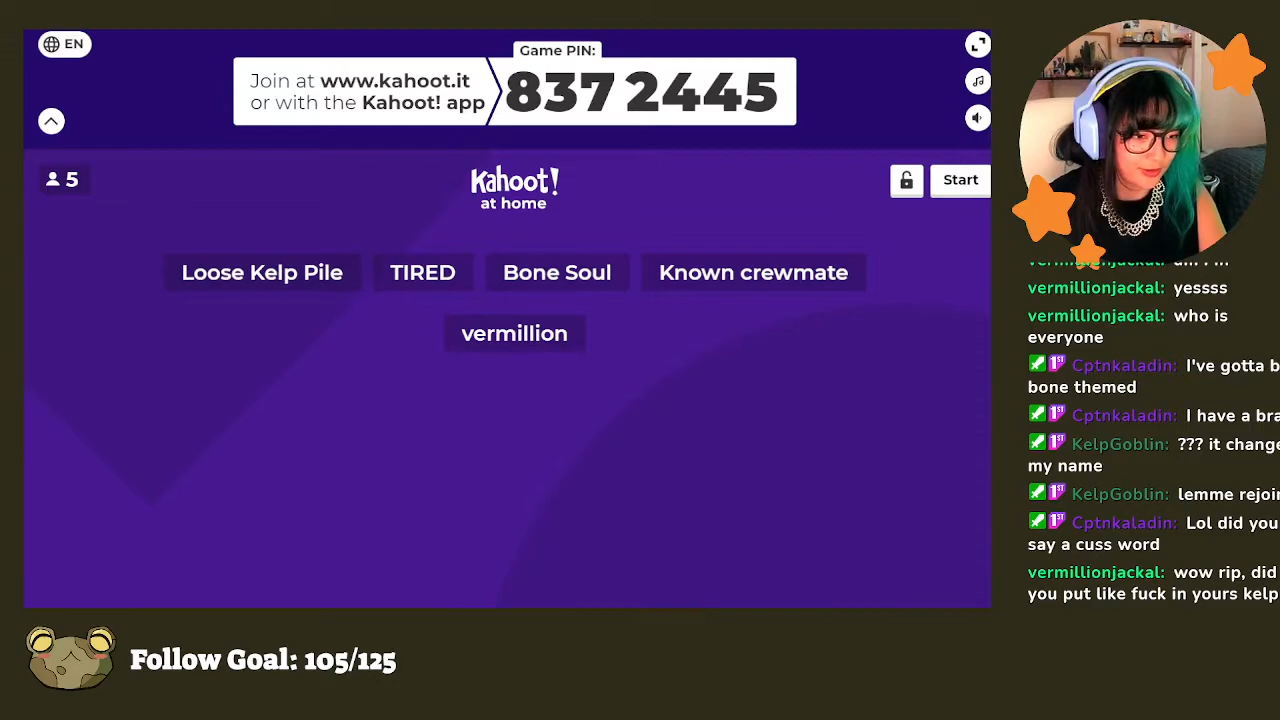 EN
Game PIN:
Join at www.kahoot.it
or with the Kahoot! app
837 2445
5
Kahoot!
at home
Start
Loose Kelp Pile
TIRED
Bone Soul
Known crewmate
vermillion
vermillionjackal: yessss
vermillionjackal: who is
everyone
Cptnkaladin: I've gotta b
bone themed
Cptnkaladin: I have a bra
KelpGoblin: ??? it change
my name
KelpGoblin: lemme rejoin
Cptnkaladin: Lol did you
say a cuss word
vermillionjackal: wow rip, did
you put like fuck in yours kelp
Follow Goal: 105/125